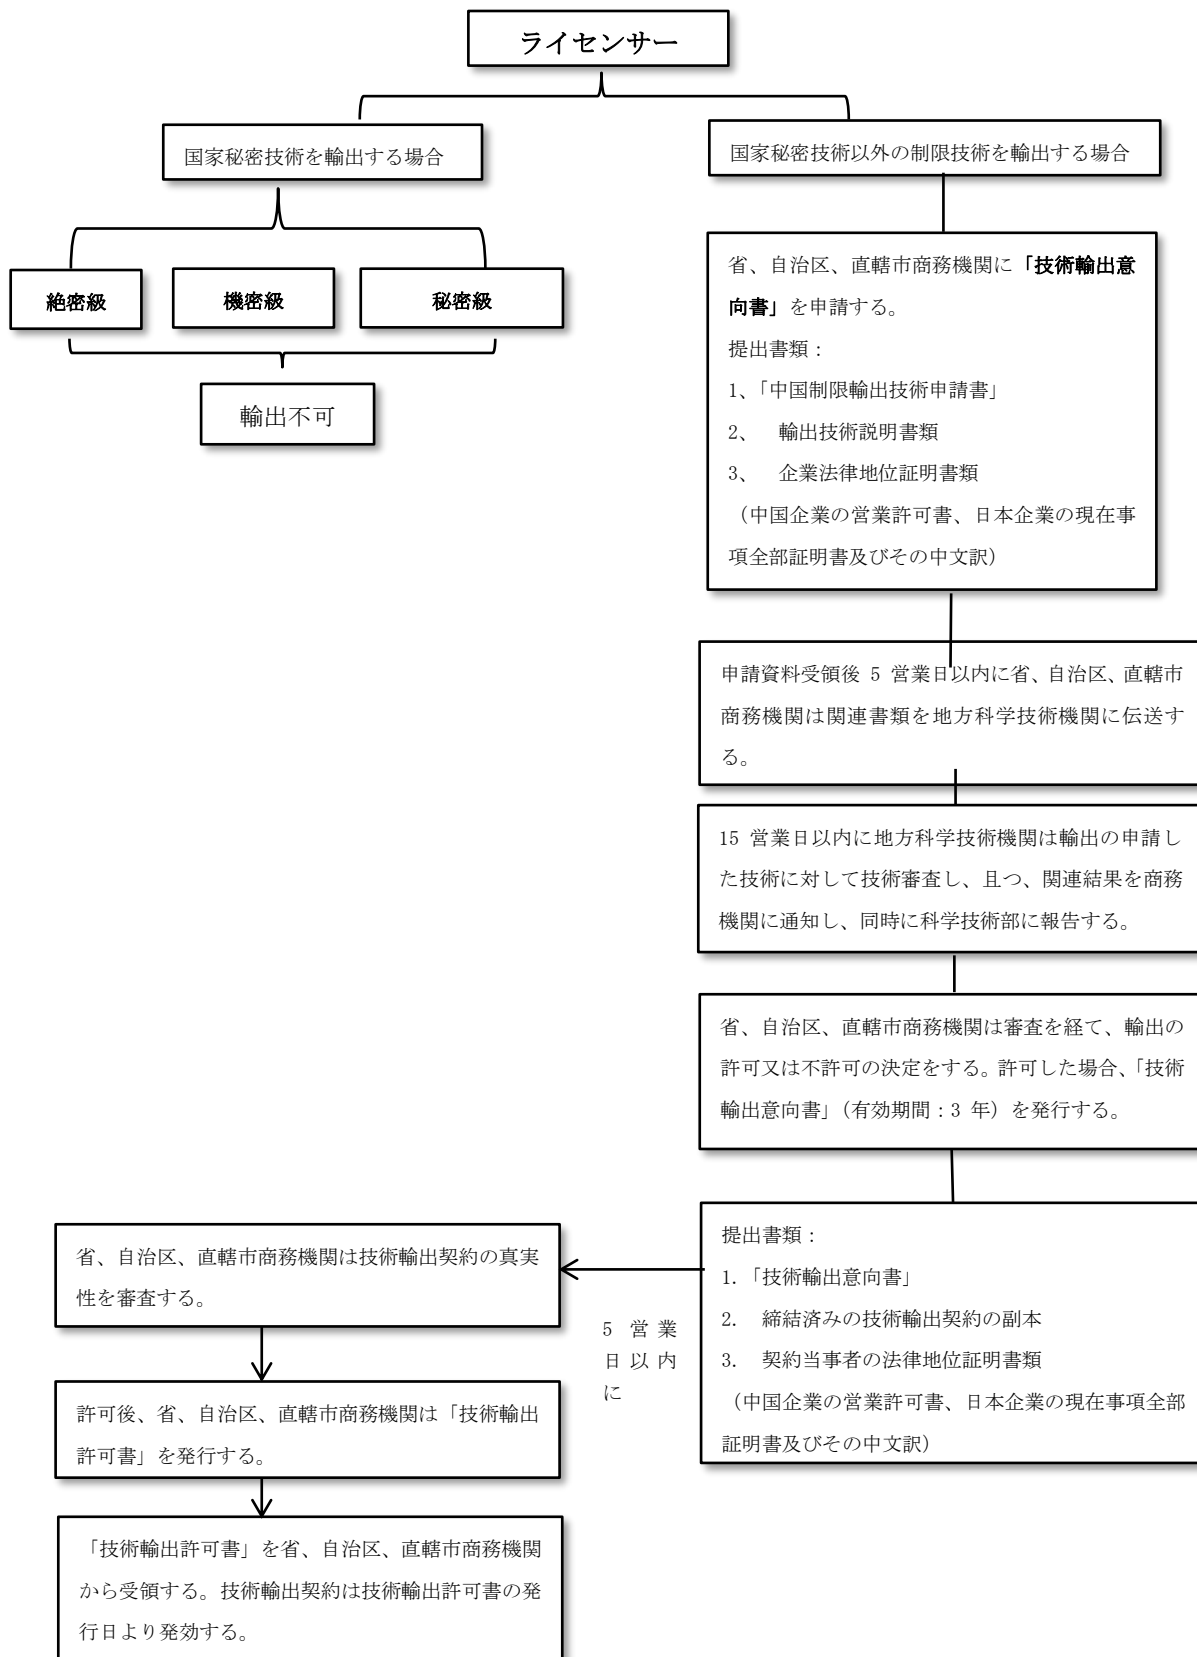 ライセンサー
国家秘密技術を輸出する場合
絶密級
機密級
秘密級
輸出不可
国家秘密技術以外の制限技術を輸出する場合
省、自治区、直轄市商務機関に「技術輸出意
向書」を申請する。
提出書類：
1、「中国制限輸出技術申請書」
2、　輸出技術説明書類
3、　企業法律地位証明書類
（中国企業の営業許可書、日本企業の現在事
項全部証明書及びその中文訳）
申請資料受領後 5 営業日以内に省、自治区、直轄市
商務機関は関連書類を地方科学技術機関に伝送す
る。
15 営業日以内に地方科学技術機関は輸出の申請し
た技術に対して技術審査し、且つ、関連結果を商務
機関に通知し、同時に科学技術部に報告する。
省、自治区、直轄市商務機関は審査を経て、輸出の
許可又は不許可の決定をする。許可した場合、「技術
輸出意向書」（有効期間：3 年）を発行する。
提出書類：
1.「技術輸出意向書」
2.　締結済みの技術輸出契約の副本
3.　契約当事者の法律地位証明書類
（中国企業の営業許可書、日本企業の現在事項全部
証明書及びその中文訳）
5 営業
日以内
に
省、自治区、直轄市商務機関は技術輸出契約の真実
性を審査する。
許可後、省、自治区、直轄市商務機関は「技術輸出
許可書」を発行する。
「技術輸出許可書」を省、自治区、直轄市商務機関
から受領する。技術輸出契約は技術輸出許可書の発
行日より発効する。